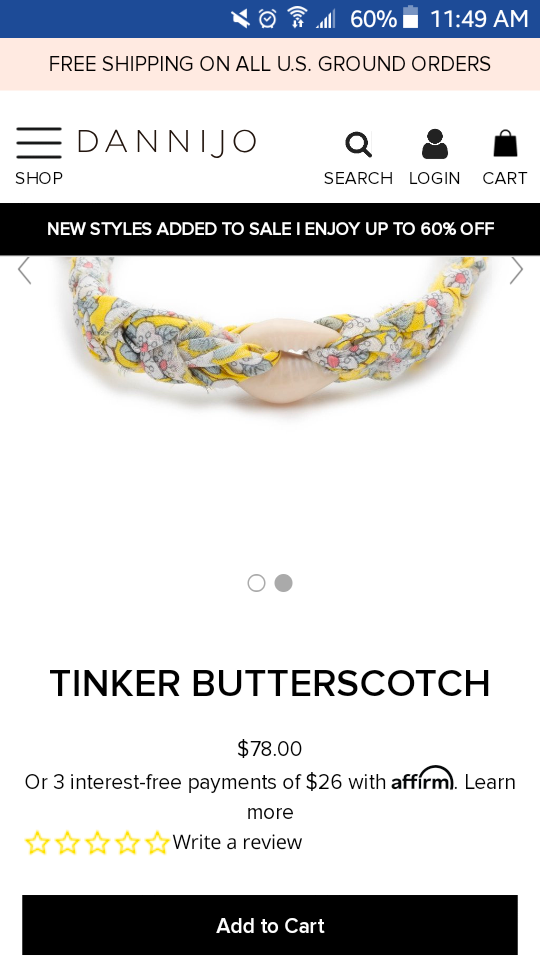 60% 11:49 AM
FREE SHIPPING ON ALL U.S. GROUND ORDERS
DANNIJO
SHOP SEARCH LOGIN CART
NEW STYLES ADDED TO SALE I ENJOY UP TO 60% OFF
TINKER BUTTERSCOTCH
$78.00
Or 3 interest-free payments of $26 with affirm. Learn
more
Write a review
Add to Cart